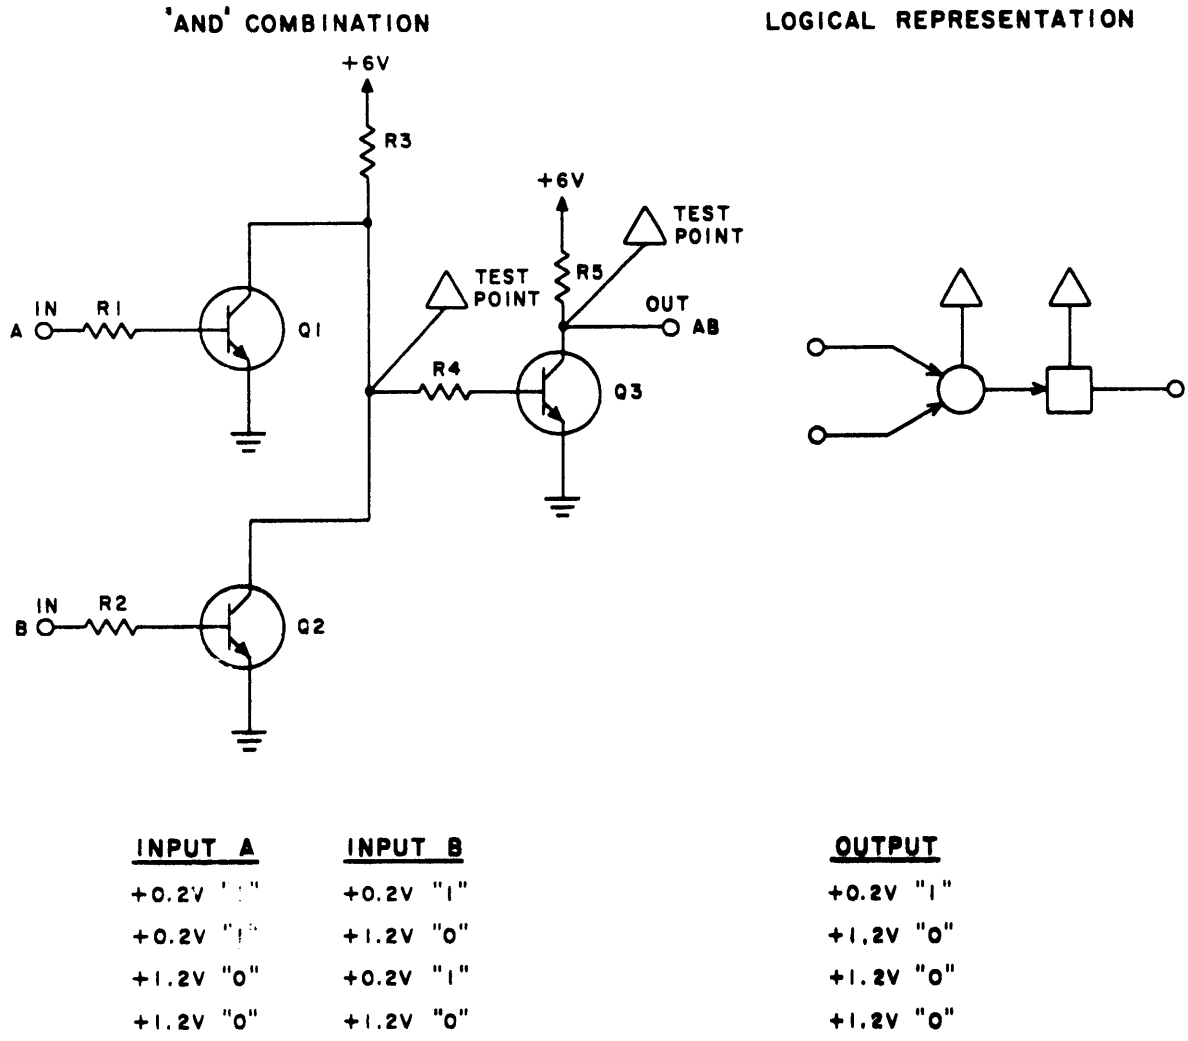 'AND' COMBINATION
LOGICAL REPRESENTATION
+6V
R3
+6V
TEST
POINT
R5
TEST
POINT
OUT
AB
IN
A
R1
Q1
R4
Q3
IN
B
R2
Q2
INPUT A INPUT B OUTPUT
+0.2V "1" +0.2V "1" +0.2V "1"
+0.2V "1" +1.2V "0" +1.2V "0"
+1.2V "0" +0.2V "1" +1.2V "0"
+1.2V "0" +1.2V "0" +1.2V "0"